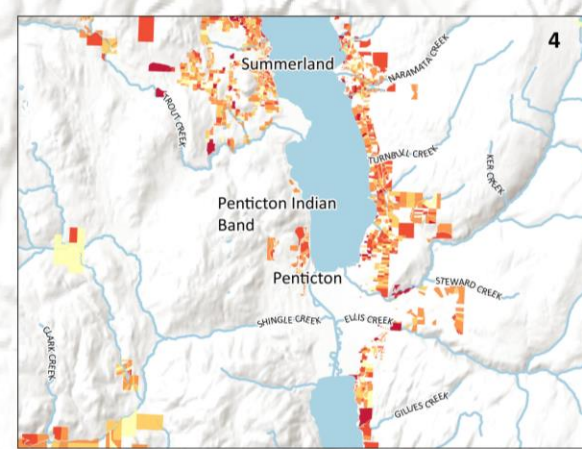 4
Summerland
NARAMATA CREEK
TROUT CREEK
TURNBULL CREEK
KER CREEK
Penticton Indian
Band
Penticton
STEWARD CREEK
SHINGLE CREEK
ELLIS CREEK
CLARK CREEK
GILLIES CREEK